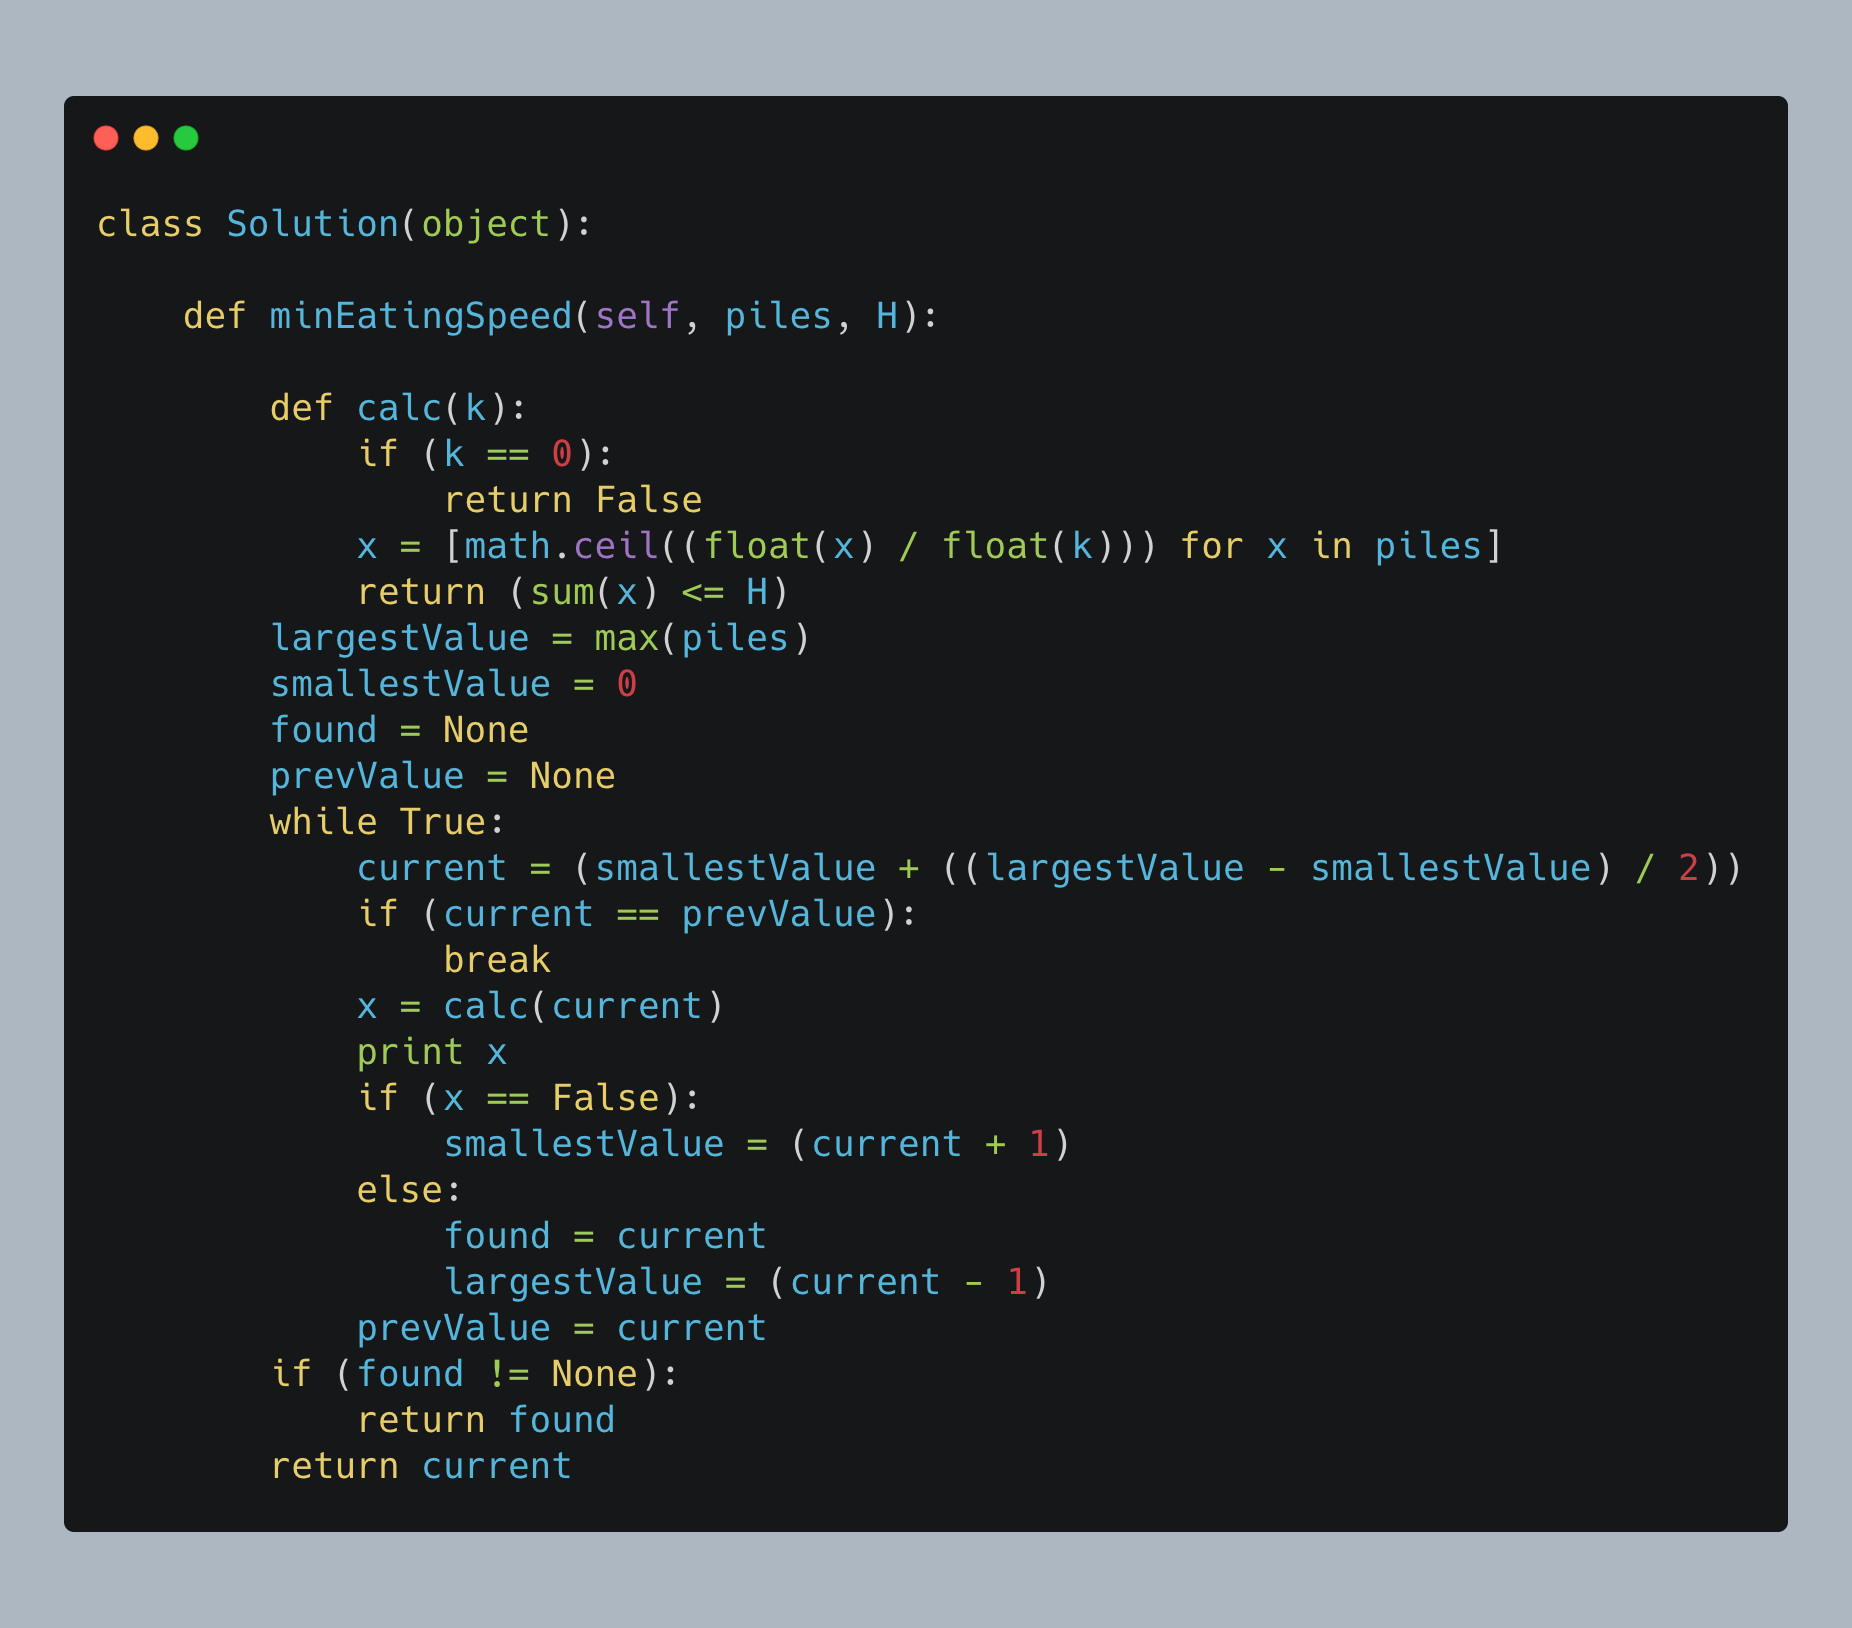 class Solution(object):
    def minEatingSpeed(self, piles, H):
        def calc(k):
            if (k == 0):
                return False
            x = [math.ceil((float(x) / float(k))) for x in piles]
            return (sum(x) <= H)
        largestValue = max(piles)
        smallestValue = 0
        found = None
        prevValue = None
        while True:
            current = (smallestValue + ((largestValue - smallestValue) / 2))
            if (current == prevValue):
                break
            x = calc(current)
            print x
            if (x == False):
                smallestValue = (current + 1)
            else:
                found = current
                largestValue = (current - 1)
            prevValue = current
        if (found != None):
            return found
        return current